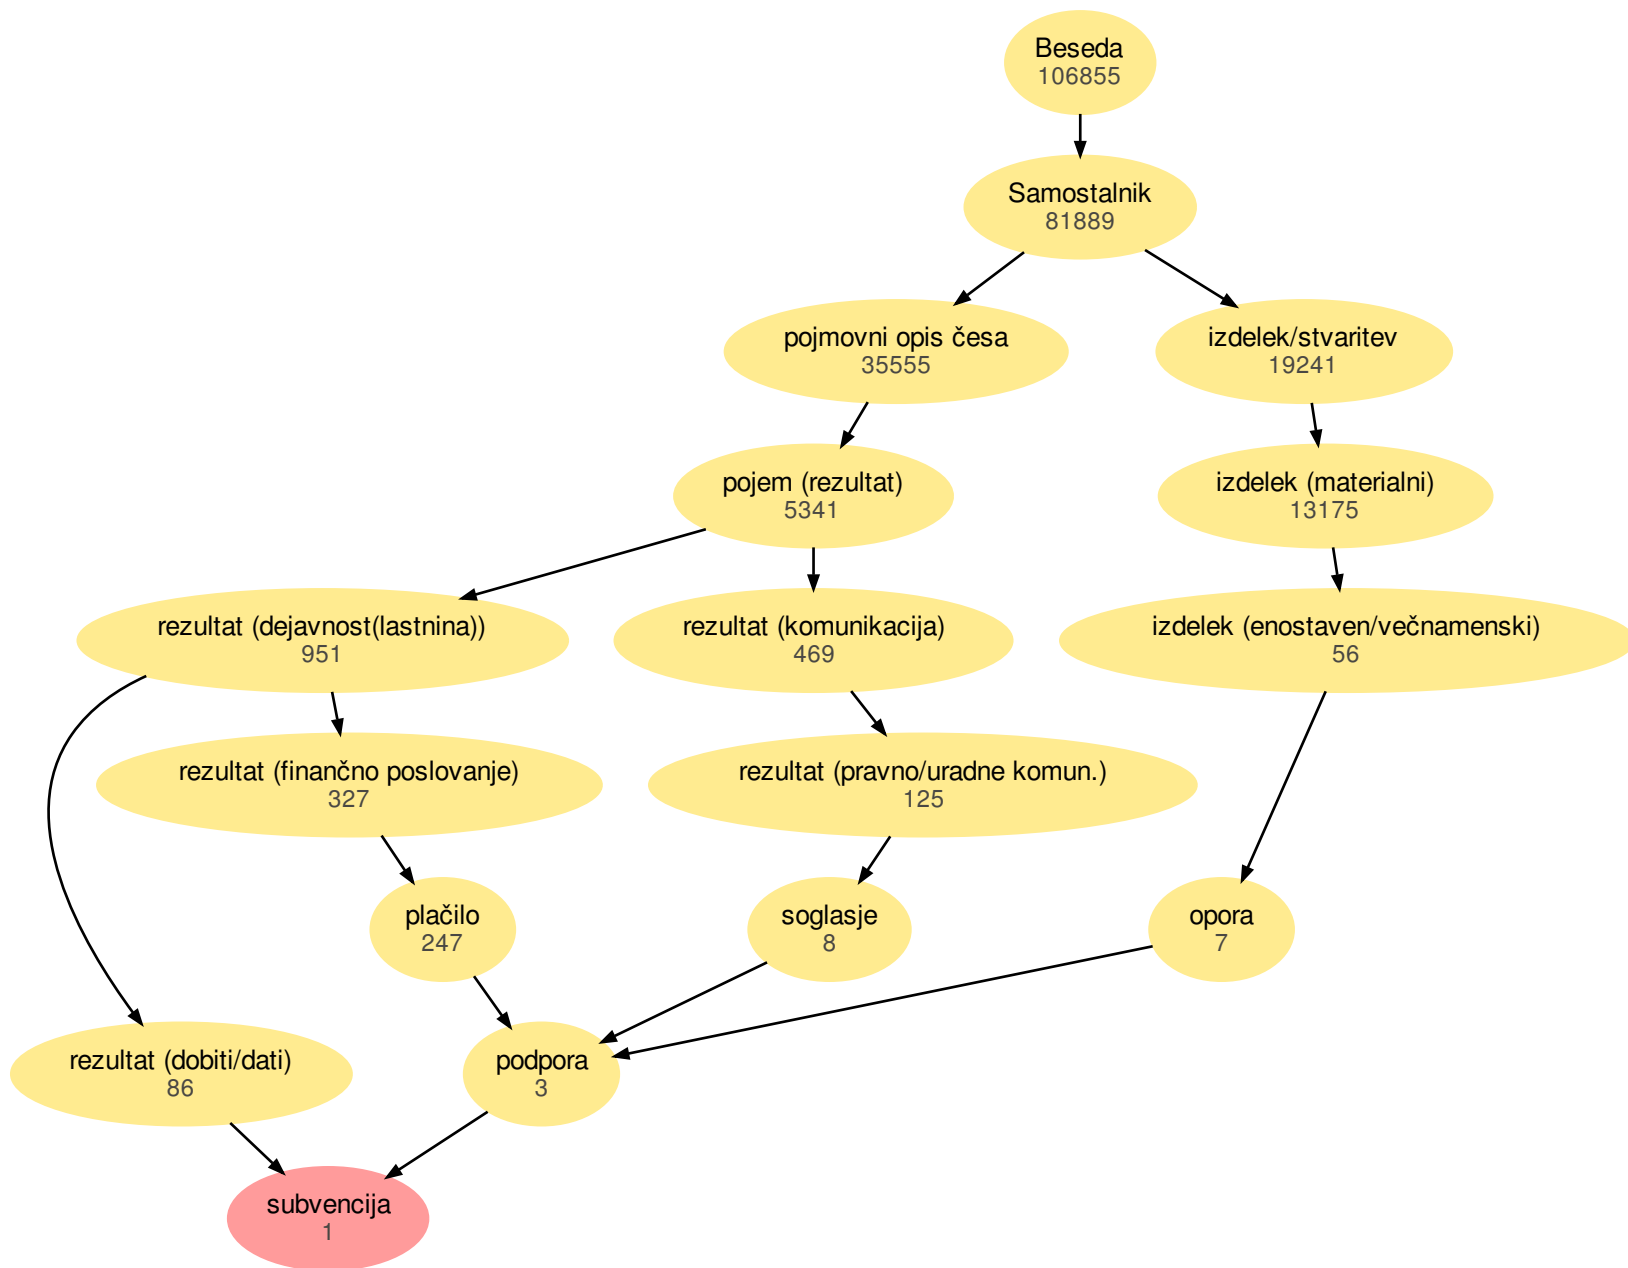 Beseda
106855
Samostalnik
81889
pojmovni opis česa
35555
izdelek/stvaritev
19241
pojem (rezultat)
5341
izdelek (materialni)
13175
rezultat (dejavnost(lastnina))
951
rezultat (komunikacija)
469
izdelek (enostaven/večnamenski)
56
rezultat (finančno poslovanje)
327
rezultat (pravno/uradne komun.)
125
plačilo
247
soglasje
8
opora
7
rezultat (dobiti/dati)
86
podpora
3
subvencija
1